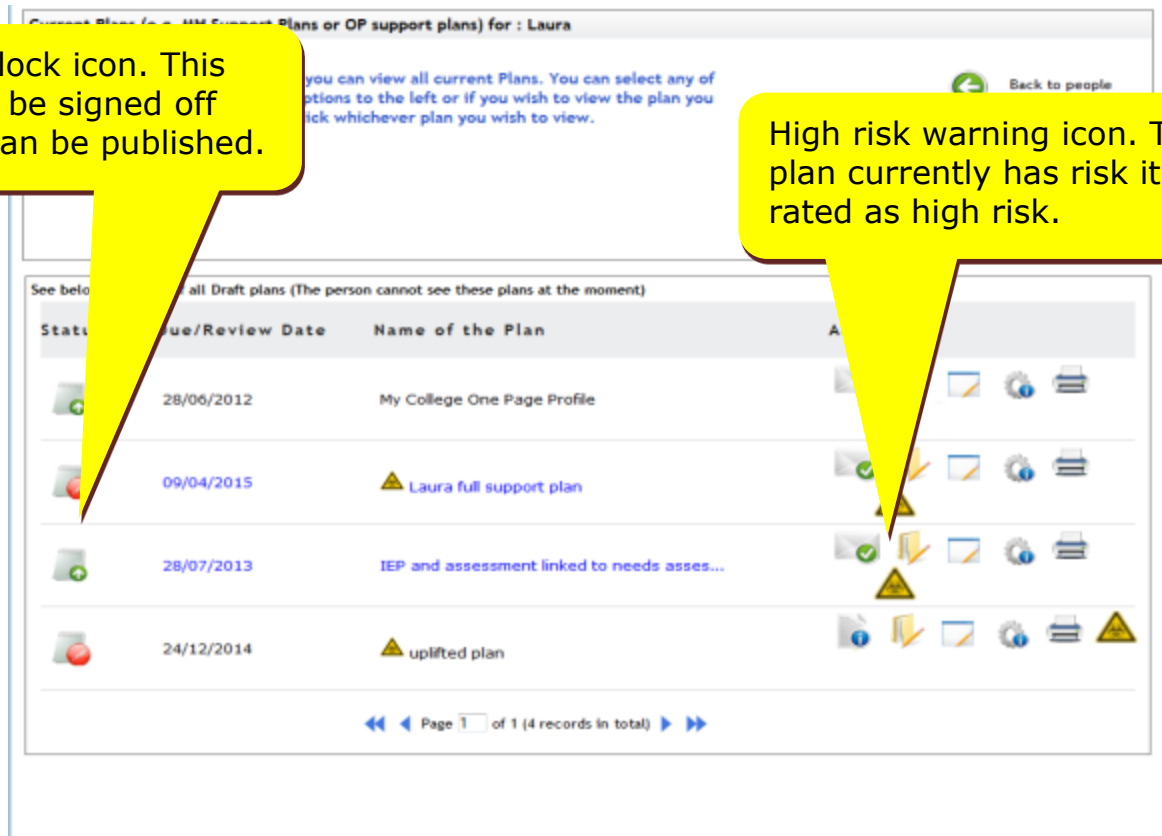 Current Plans (e.g. Support Plans or OP support plans) for : Laura
lock icon. This
be signed off
an be published.
you can view all current Plans. You can select any of
ptions to the left or if you wish to view the plan you
ick whichever plan you wish to view.
Back to people
High risk warning icon. T
plan currently has risk it
rated as high risk.
See belo all Draft plans (The person cannot see these plans at the moment)
Statu ue/Review Date Name of the Plan A
28/06/2012 My College One Page Profile
09/04/2015 Laura full support plan
28/07/2013 IEP and assessment linked to needs asses...
24/12/2014 uplifted plan
Page 1 of 1 (4 records in total)